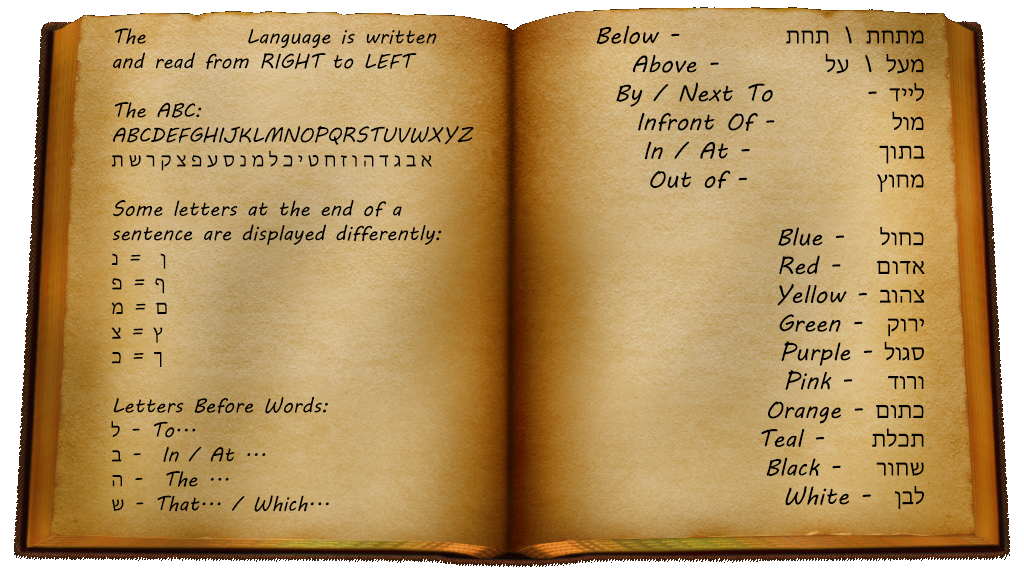 The Language is written
and read from RIGHT to LEFT
The ABC:
ABCDEFGHIJKLMNOPQRSTUVWXYZ
אבגדהוזחטיכלמנסעפצקרשת
Some letters at the end of a
sentence are displayed differently:
נ = ן
פ = ף
מ = ם
צ = ץ
כ = ך
Letters Before Words:
ל - To...
ב - In / At ...
ה - The ...
ש - That... / Which...
Below - מתחת \ תחת
Above - מעל \ על
By / Next To - לייד
Infront Of - מול
In / At - בתוך
Out of - מחוץ
Blue - כחול
Red - אדום
Yellow - צהוב
Green - ירוק
Purple - סגול
Pink - ורוד
Orange - כתום
Teal - תכלת
Black - שחור
White - לבן